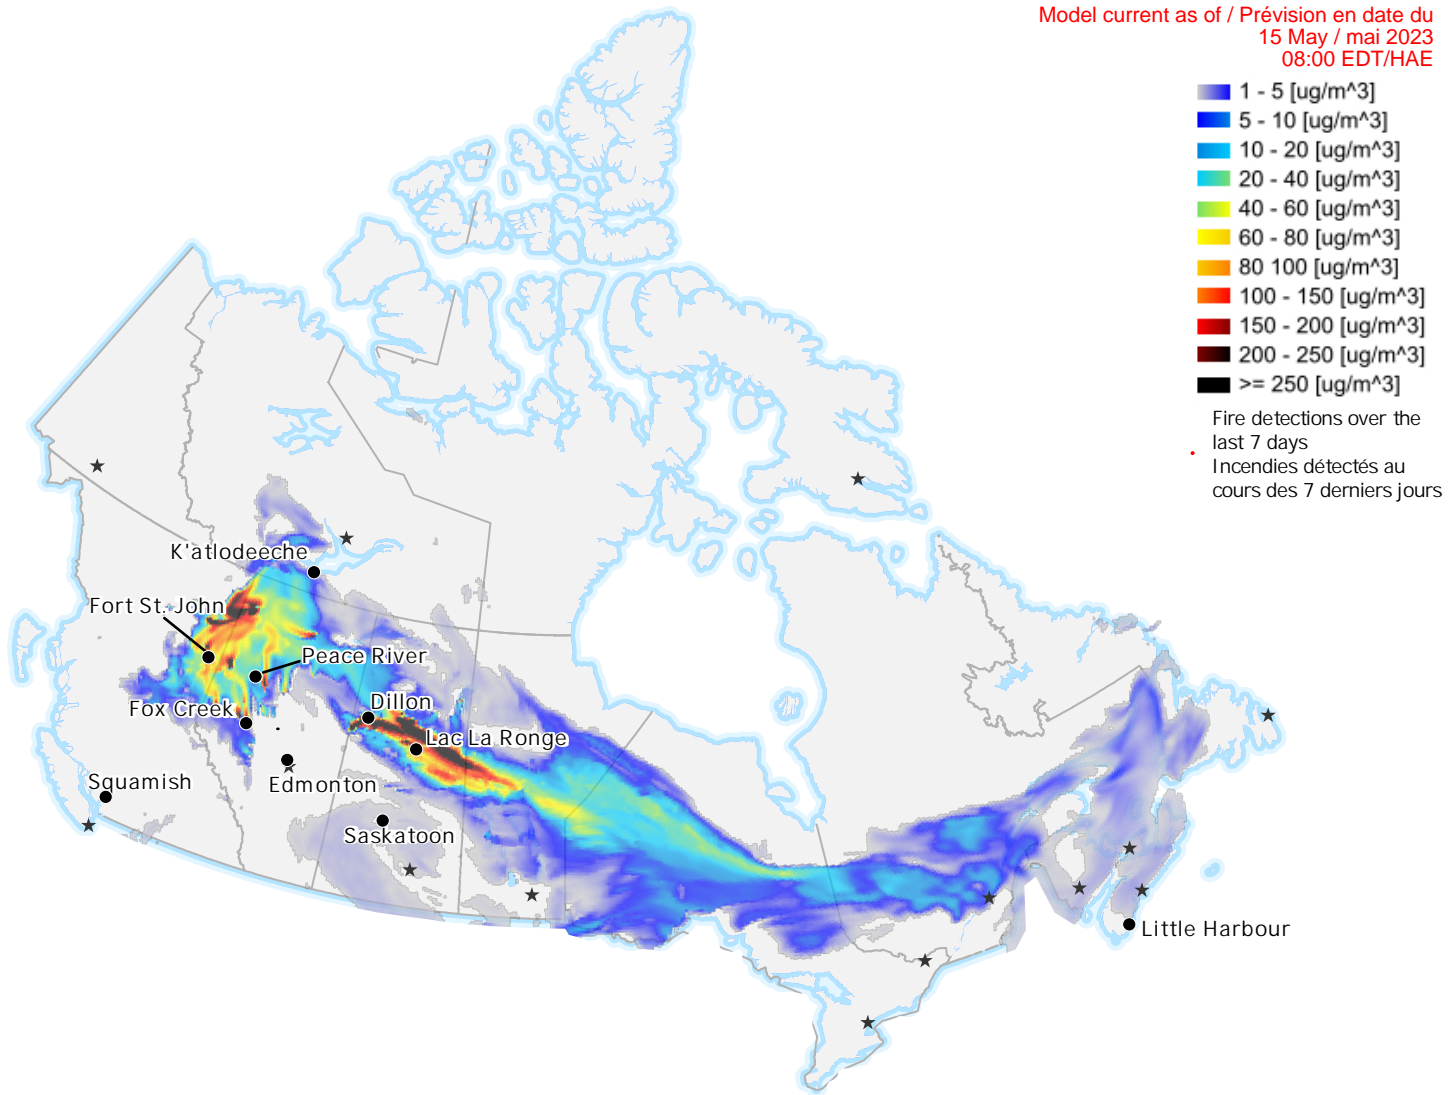 Model current as of / Prévision en date du
15 May / mai 2023
08:00 EDT/HAE
1 - 5 [ug/m^3]
5 - 10 [ug/m^3]
10 - 20 [ug/m^3]
20 - 40 [ug/m^3]
40 - 60 [ug/m^3]
60 - 80 [ug/m^3]
80 100 [ug/m^3]
100 - 150 [ug/m^3]
150 - 200 [ug/m^3]
200 - 250 [ug/m^3]
>= 250 [ug/m^3]
Fire detections over the
last 7 days
Incendies détectés au
cours des 7 derniers jours
K'atlodeeche
Fort St. John
Peace River
Dillon
Fox Creek
Lac La Ronge
Squamish
Edmonton
Saskatoon
Little Harbour